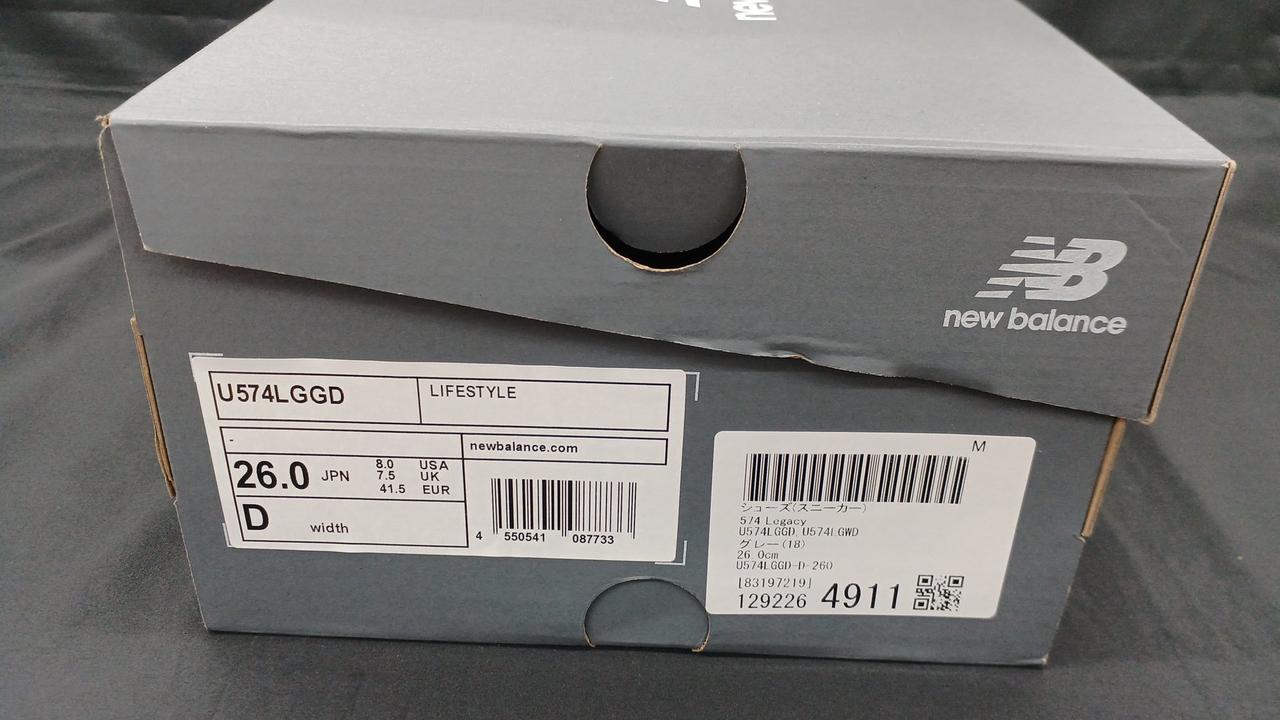 new balance
U574LGGD
LIFESTYLE
-
newbalance.com
26.0 JPN
8.0 USA
7.5 UK
41.5 EUR
D width
4 550541 087733
M
シューズ(スニーカー)
574 Legacy
U574LGGD U574LGWD
グレー(18)
26.0cm
U574LGGD-D-260
[83197219]
129226 4911